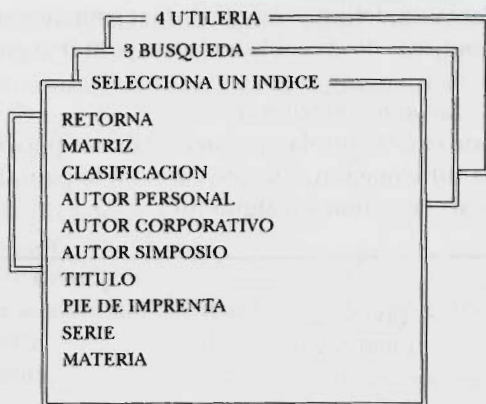 4 UTILERIA
3 BUSQUEDA
SELECCIONA UN INDICE
RETORNA
MATRIZ
CLASIFICACION
AUTOR PERSONAL
AUTOR CORPORATIVO
AUTOR SIMPOSIO
TITULO
PIE DE IMPRENTA
SERIE
MATERIA